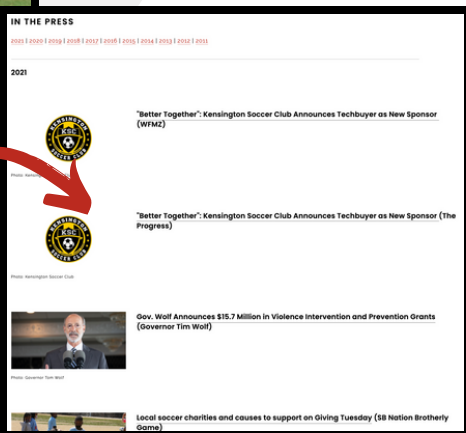 IN THE PRESS
2021 | 2020 | 2019 | 2018 | 2017 | 2016 | 2015 | 2014 | 2013 | 2012 | 2011
2021
"Better Together": Kensington Soccer Club Announces Techbuyer as New Sponsor
(WFMZ)
KENSINGTON
KSC
SOCCER CLUB
Photo: Kensing
"Better Together": Kensington Soccer Club Announces Techbuyer as New Sponsor (The
Progress)
KENSINGTON
KSC
SOCCER CLUB
Photo: Kensington Soccer Club
Gov. Wolf Announces $15.7 Million in Violence Intervention and Prevention Grants
(Governor Tim Wolf)
Photo: Governor Tom Wolf
Local soccer charities and causes to support on Giving Tuesday (SB Nation Brotherly
Game)